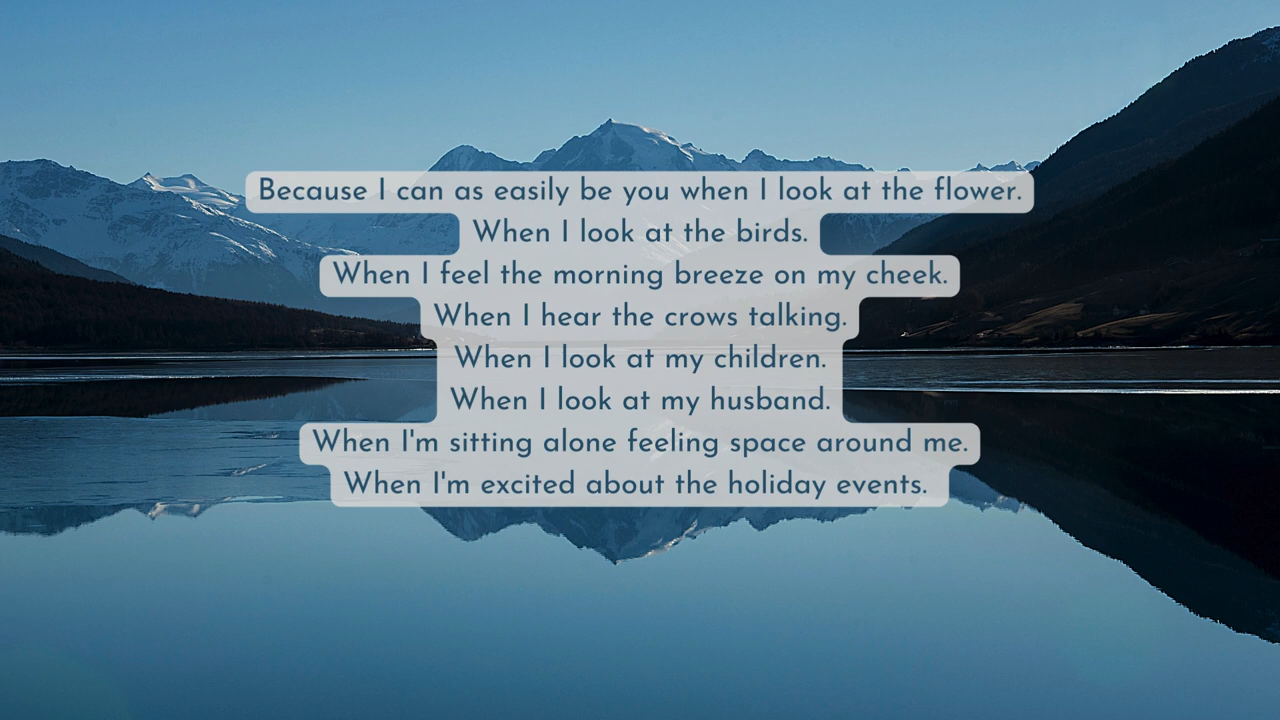 Because I can as easily be you when I look at the flower.
When I look at the birds.
When I feel the morning breeze on my cheek.
When I hear the crows talking.
When I look at my children.
When I look at my husband.
When I'm sitting alone feeling space around me.
When I'm excited about the holiday events.